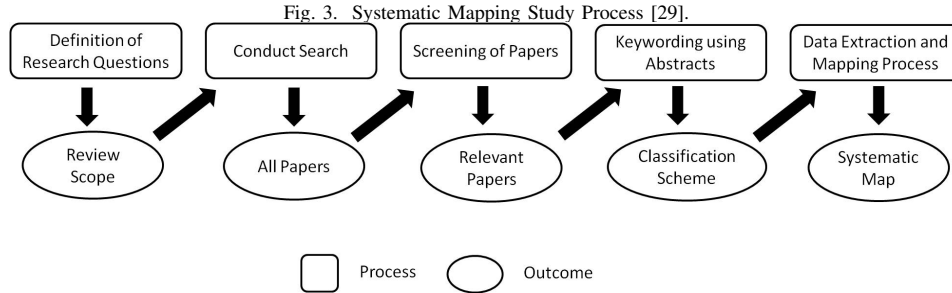 Fig. 3. Systematic Mapping Study Process [29].
Definition of
Research Questions
Conduct Search
Screening of Papers
Keywording using
Abstracts
Data Extraction and
Mapping Process
Review
Scope
All Papers
Relevant
Papers
Classification
Scheme
Systematic
Map
Process
Outcome